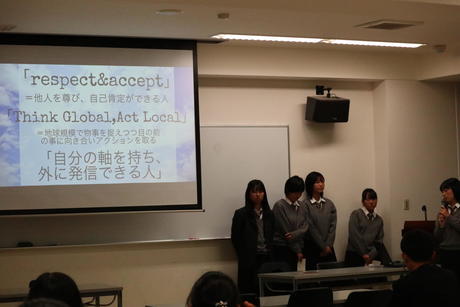 「respect&accept」
=他人を尊び、自己肯定ができる人
「Think Global,Act Local」
=地球規模で物事を捉えつつ目の前
の事に向き合いアクションを取る
「自分の軸を持ち、
外に発信できる人」